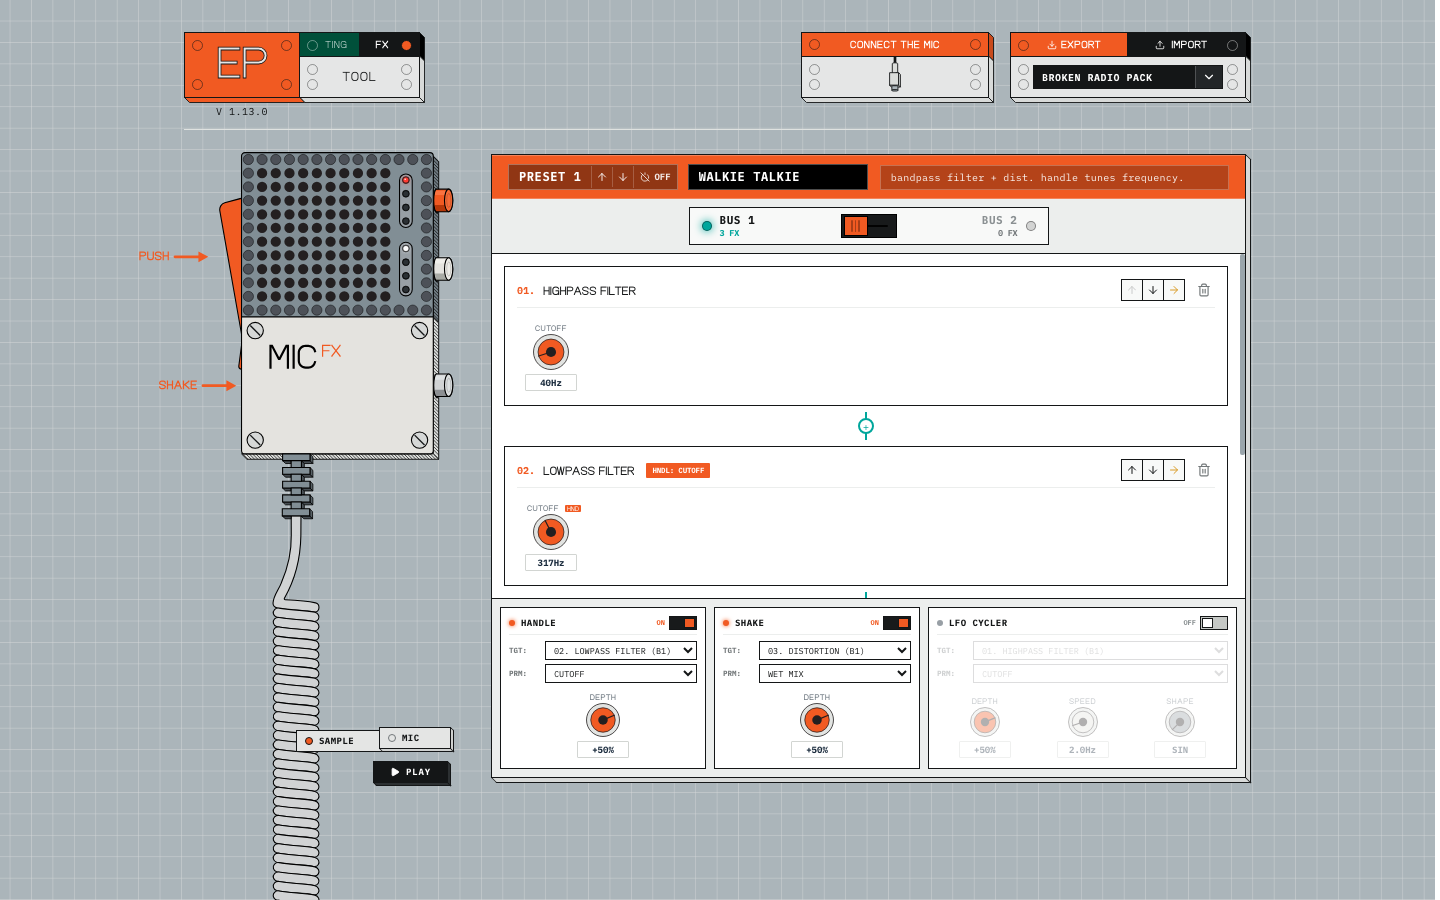 EP
TING
FX
TOOL
V 1.13.0
CONNECT THE MIC
EXPORT
IMPORT
BROKEN RADIO PACK
PUSH
SHAKE
MIC FX
SAMPLE
MIC
PLAY
PRESET 1
OFF
WALKIE TALKIE
bandpass filter + dist. handle tunes frequency.
BUS 1
3 FX
BUS 2
0 FX
01. HIGHPASS FILTER
CUTOFF
40Hz
02. LOWPASS FILTER
HNDL: CUTOFF
CUTOFF HND
317Hz
HANDLE
ON
TGT: 02. LOWPASS FILTER (B1)
PRM: CUTOFF
DEPTH
+50%
SHAKE
ON
TGT: 03. DISTORTION (B1)
PRM: WET MIX
DEPTH
+50%
LFO CYCLER
OFF
TGT: 01. HIGHPASS FILTER (B1)
PRM: CUTOFF
DEPTH SPEED SHAPE
+50% 2.0Hz SIN